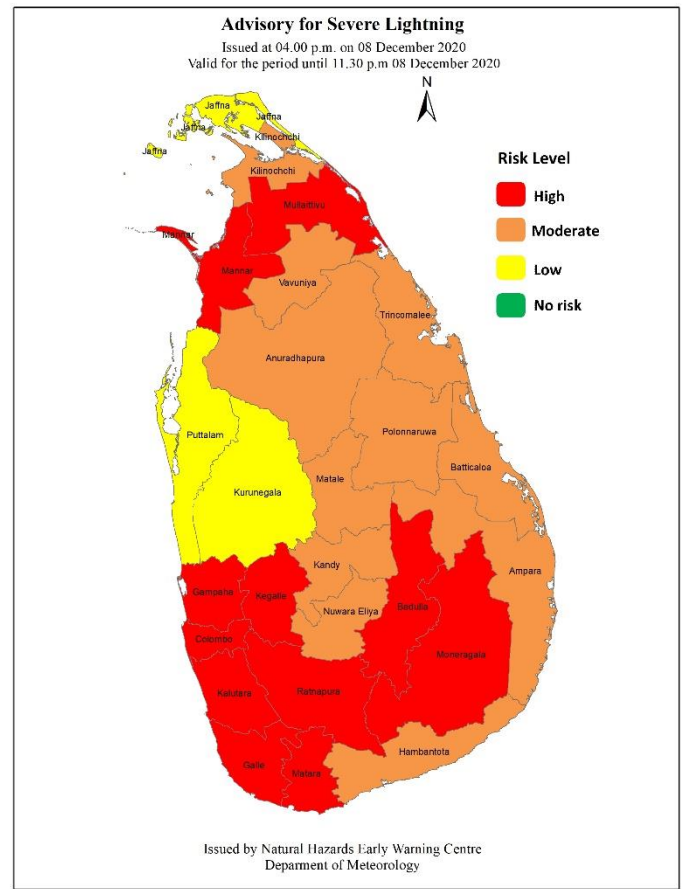 Advisory for Severe Lightning
Issued at 04.00 p.m. on 08 December 2020
Valid for the period until 11.30 p.m 08 December 2020
N
Jaffna
Jaffna
Jaffna
Kilinochchi
Jaffna
Risk Level
Kilinochchi
High
Mullaittivu
Moderate
Mannar
Low
Mannar
Vavuniya
No risk
Trincomalee
Anuradhapura
Puttalam
Polonnaruwa
Batticaloa
Matale
Kurunegala
Kandy
Ampara
Gampaha
Kegalle
Nuwara Eliya
Badulla
Colombo
Moneragala
Kalutara
Ratnapura
Hambantota
Galle
Matara
Issued by Natural Hazards Early Warning Centre
Deparment of Meteorology